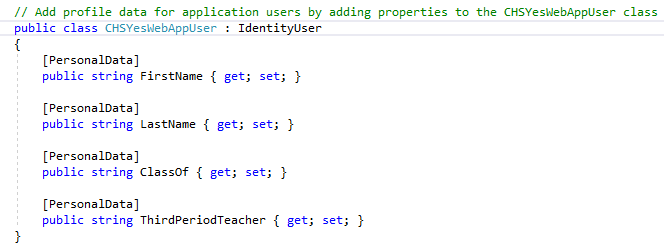 // Add profile data for application users by adding properties to the CHSYesWebAppUser class
public class CHSYesWebAppUser : IdentityUser
{
[PersonalData]
public string FirstName { get; set; }
[PersonalData]
public string LastName { get; set; }
[PersonalData]
public string ClassOf { get; set; }
[PersonalData]
public string ThirdPeriodTeacher { get; set; }
}